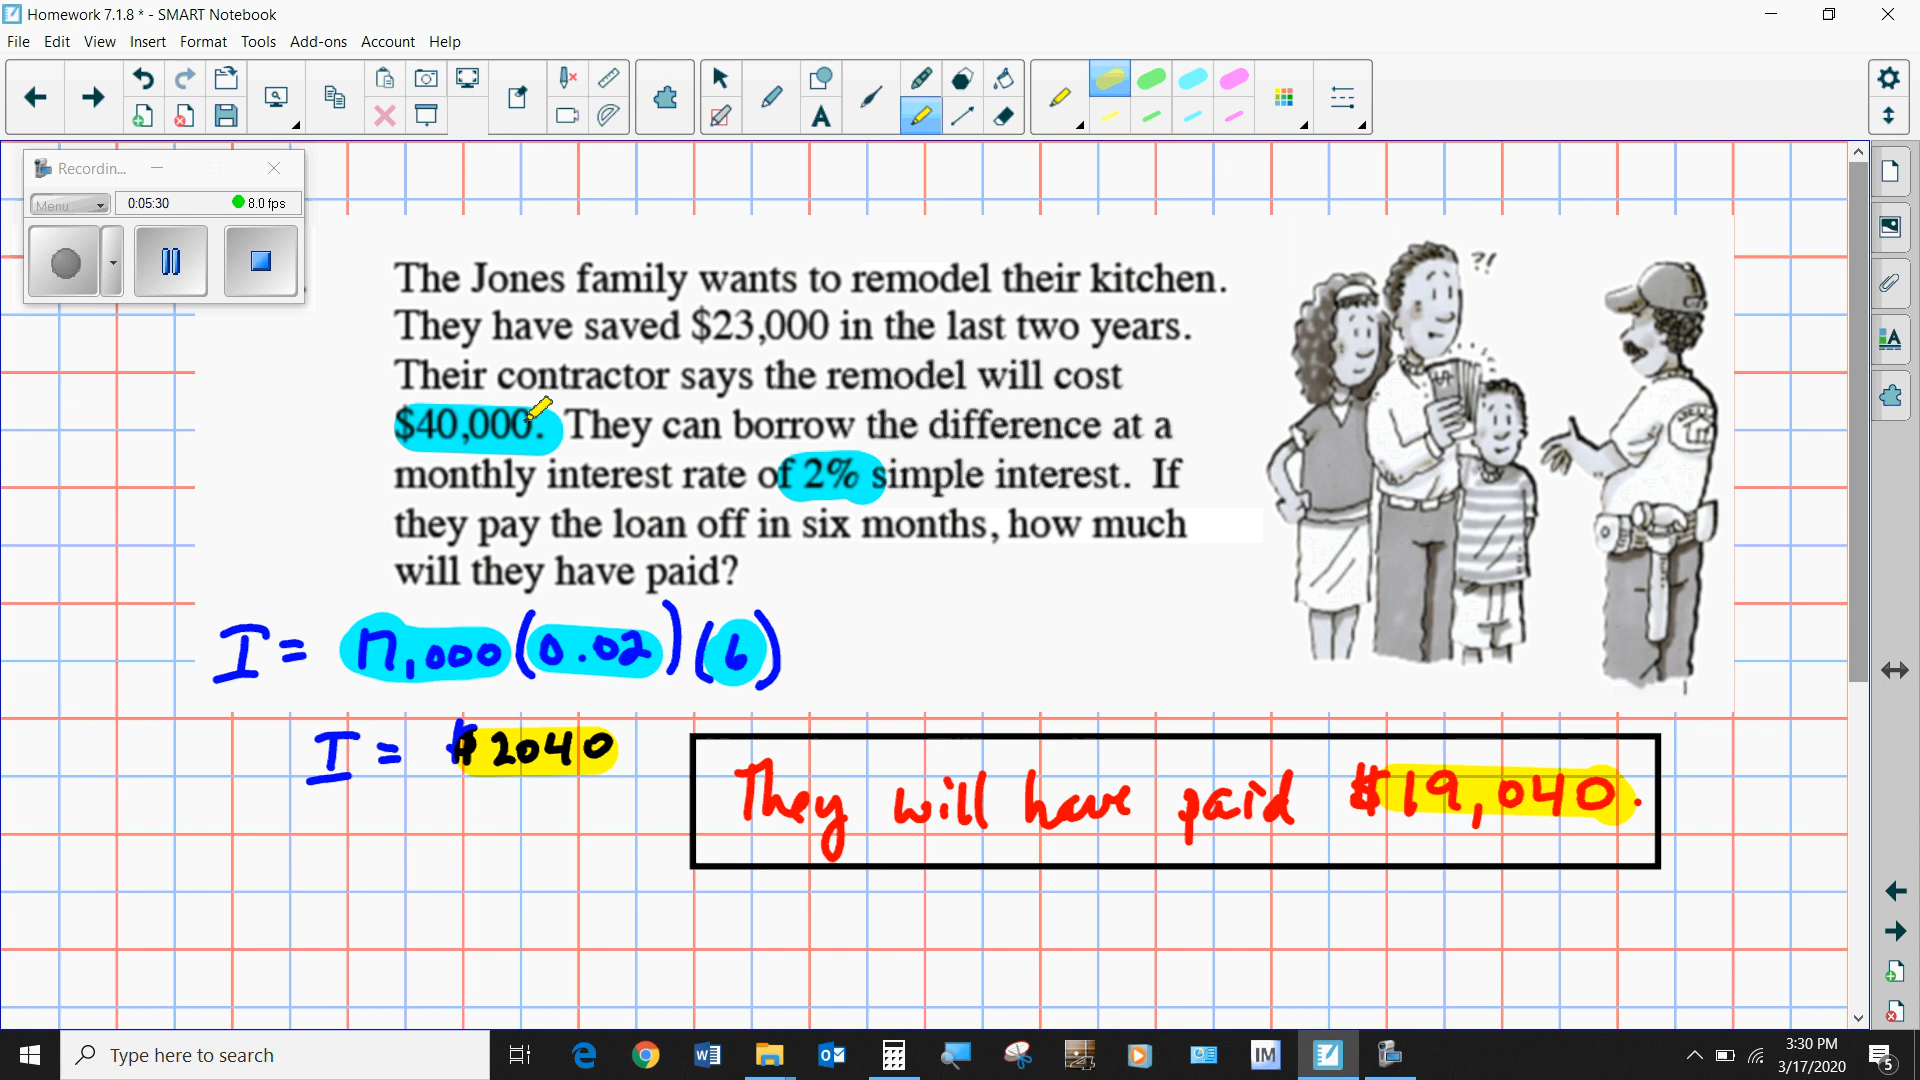 Homework 7.1.8 * - SMART Notebook
File Edit View Insert Format Tools Add-ons Account Help
Recordin...
Menu 0:05:30 8.0 fps
The Jones family wants to remodel their kitchen.
They have saved $23,000 in the last two years.
Their contractor says the remodel will cost
$40,000. They can borrow the difference at a
monthly interest rate of 2% simple interest. If
they pay the loan off in six months, how much
will they have paid?
?!
I = 17,000(0.02)(6)
I = $2040
They will have paid $19,040.
Type here to search
IM
3:30 PM
3/17/2020
5